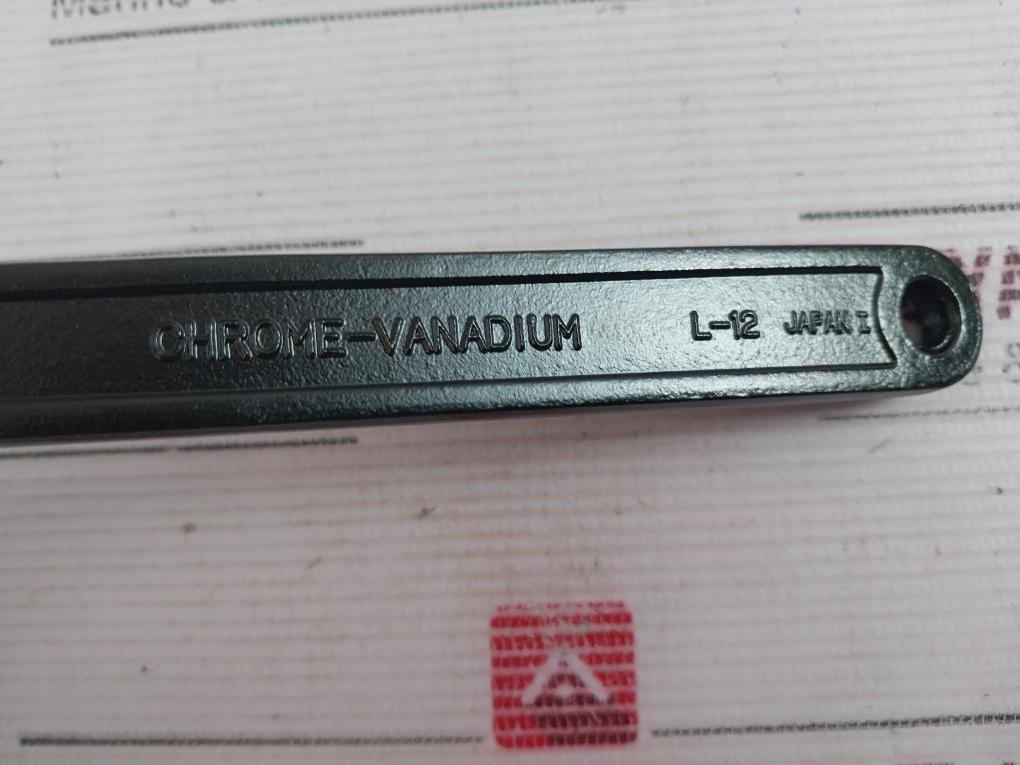 CHROME-VANADIUM L-12 JAPAN I